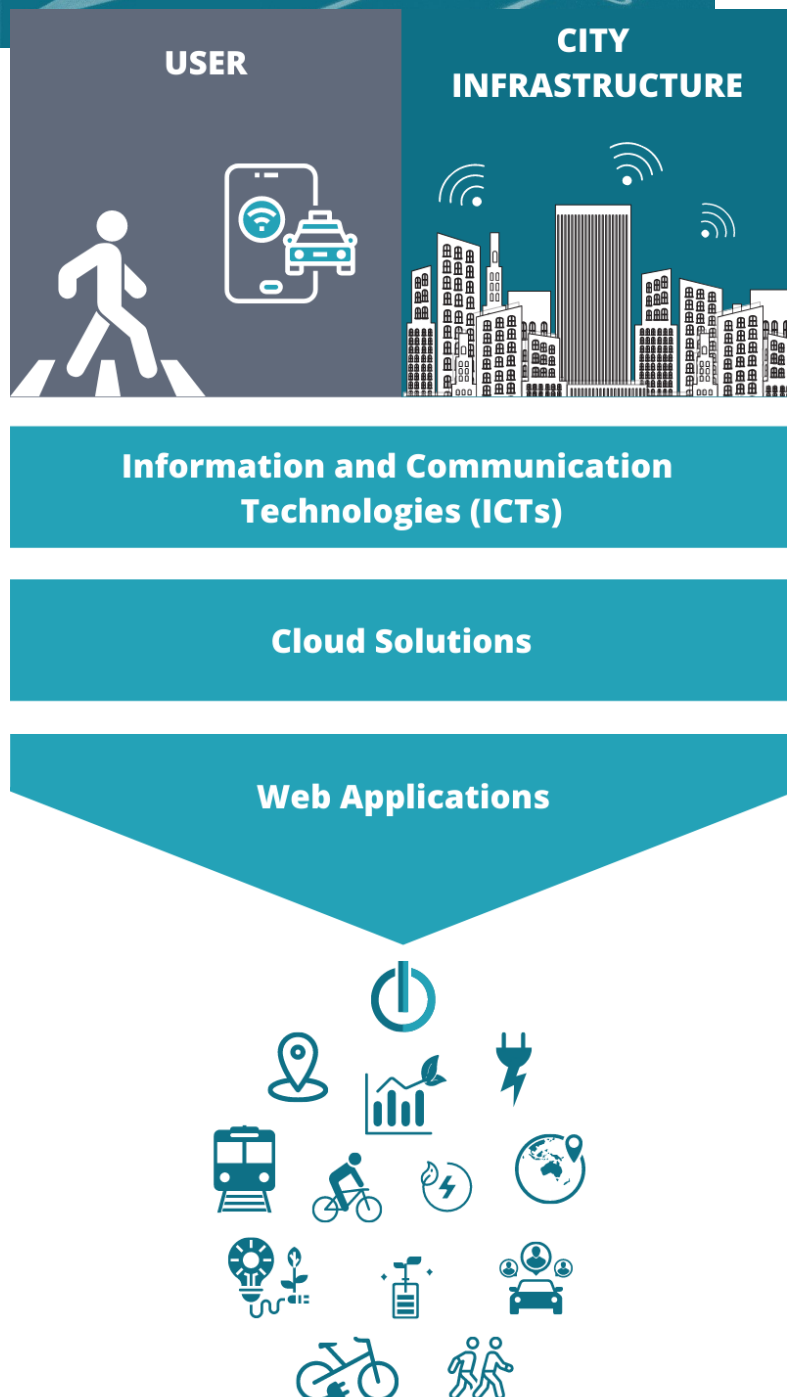 USER
CITY
INFRASTRUCTURE
Information and Communication
Technologies (ICTs)
Cloud Solutions
Web Applications